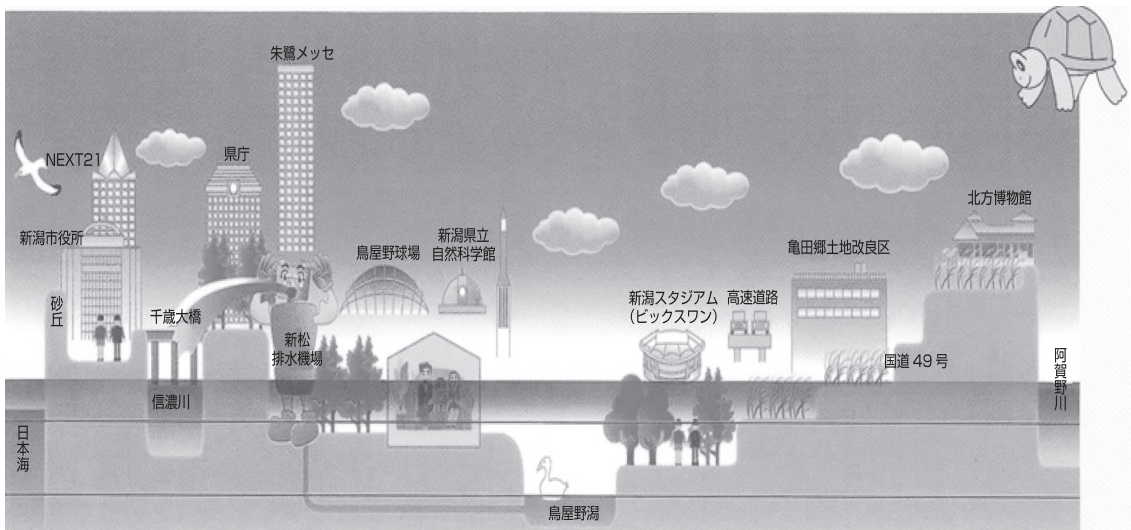 朱鷺メッセ
NEXT21
県庁
北方博物館
新潟市役所
鳥屋野球場
新潟県立
自然科学館
亀田郷土地改良区
砂丘
千歳大橋
新潟スタジアム
(ビックスワン)
高速道路
新松
排水機場
国道49号
阿賀野川
信濃川
日本海
鳥屋野潟